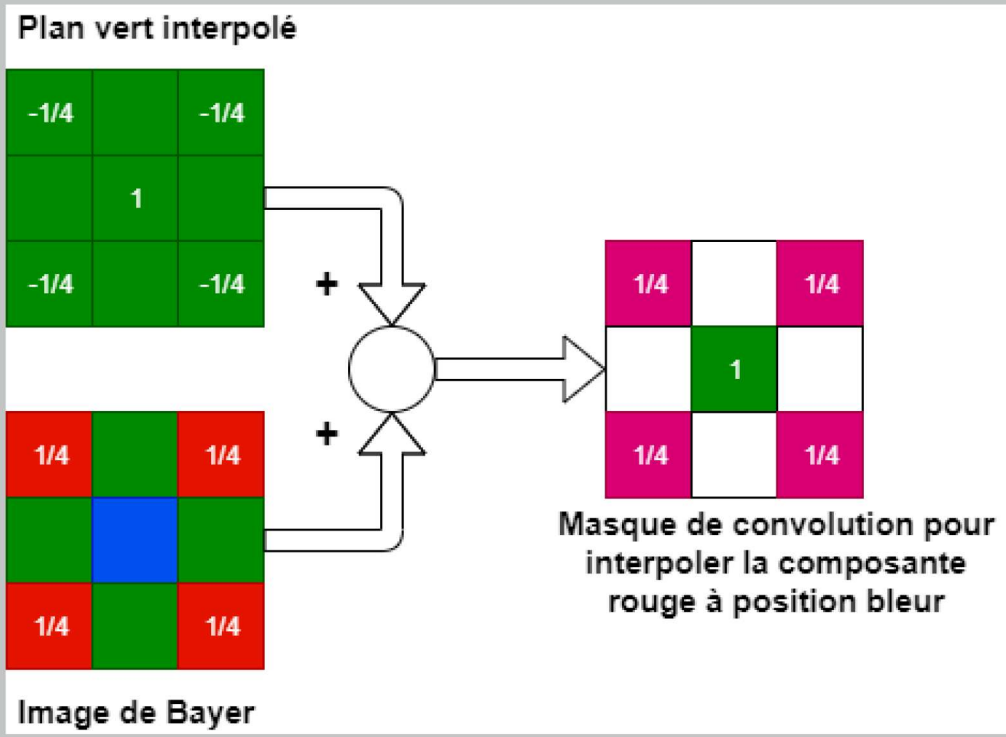 Plan vert interpolé
-1/4 -1/4
1
-1/4 -1/4
+
1/4 1/4
1
+
1/4 1/4
1/4 1/4
1/4 1/4
Masque de convolution pour
interpoler la composante
rouge à position bleur
Image de Bayer